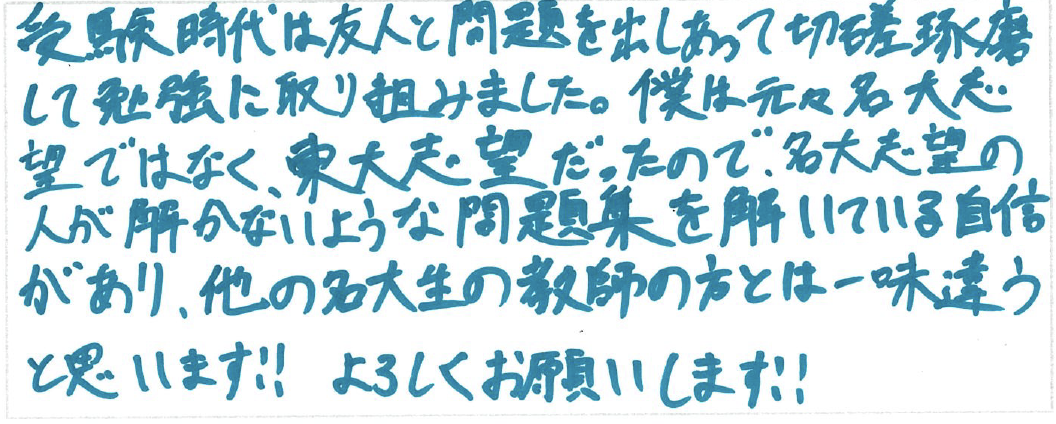 受験時代は友人と問題を出しあって切磋琢磨
して勉強に取り組みました。僕は元々名大志
望ではなく、東大志望だったので、名大志望の
人が解かないような問題集を解いている自信
があり、他の名大生の教師の方とは一味違う
と思います!! よろしくお願いします!!